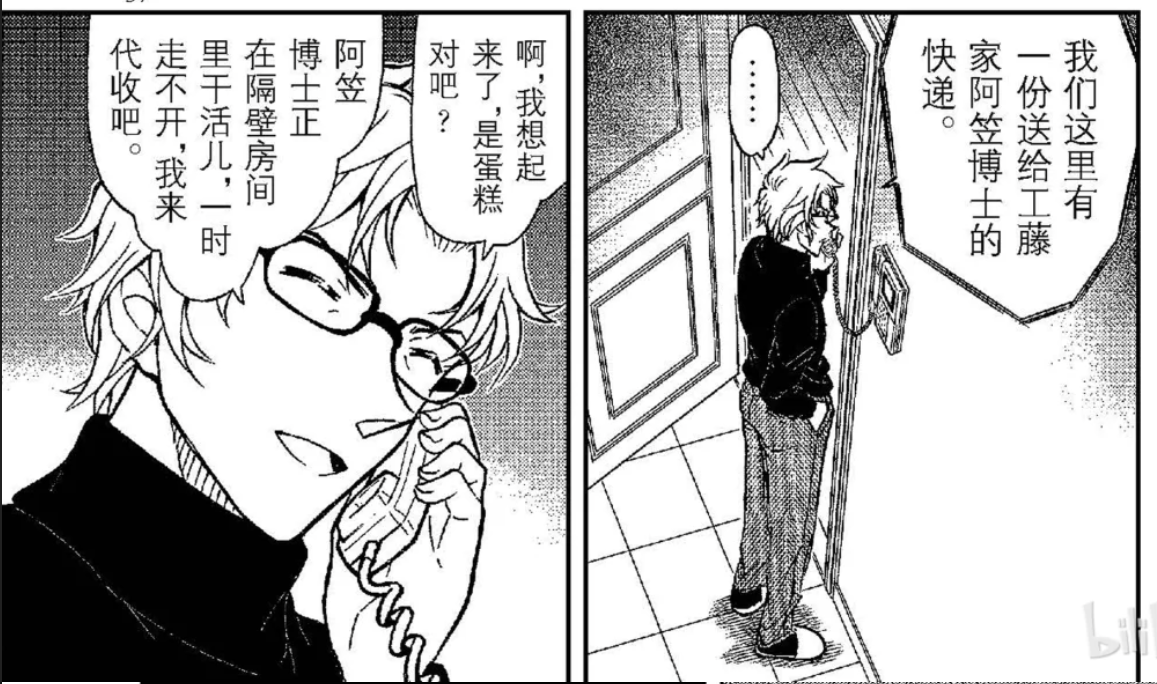 我们这里有
一份送给工藤
家阿笠博士的
快递。
……
啊，我想起
来了，是蛋糕
对吧？
阿笠
博士正
在隔壁房间
里干活儿，一时
走不开，我来
代收吧。